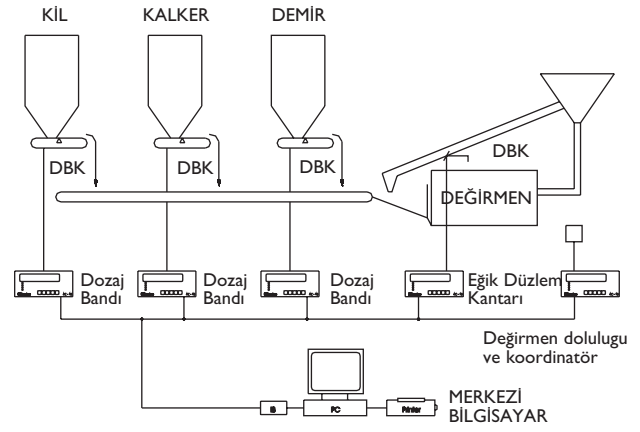 KİL
KALKER
DEMİR
DBK
DBK
DBK
DBK
DEĞİRMEN
Dozaj
Bandı
Dozaj
Bandı
Dozaj
Bandı
Eğik Düzlem
Kantarı
Değirmen dolulugu
ve koordinatör
PC
Printer
MERKEZİ
BİLGİSAYAR